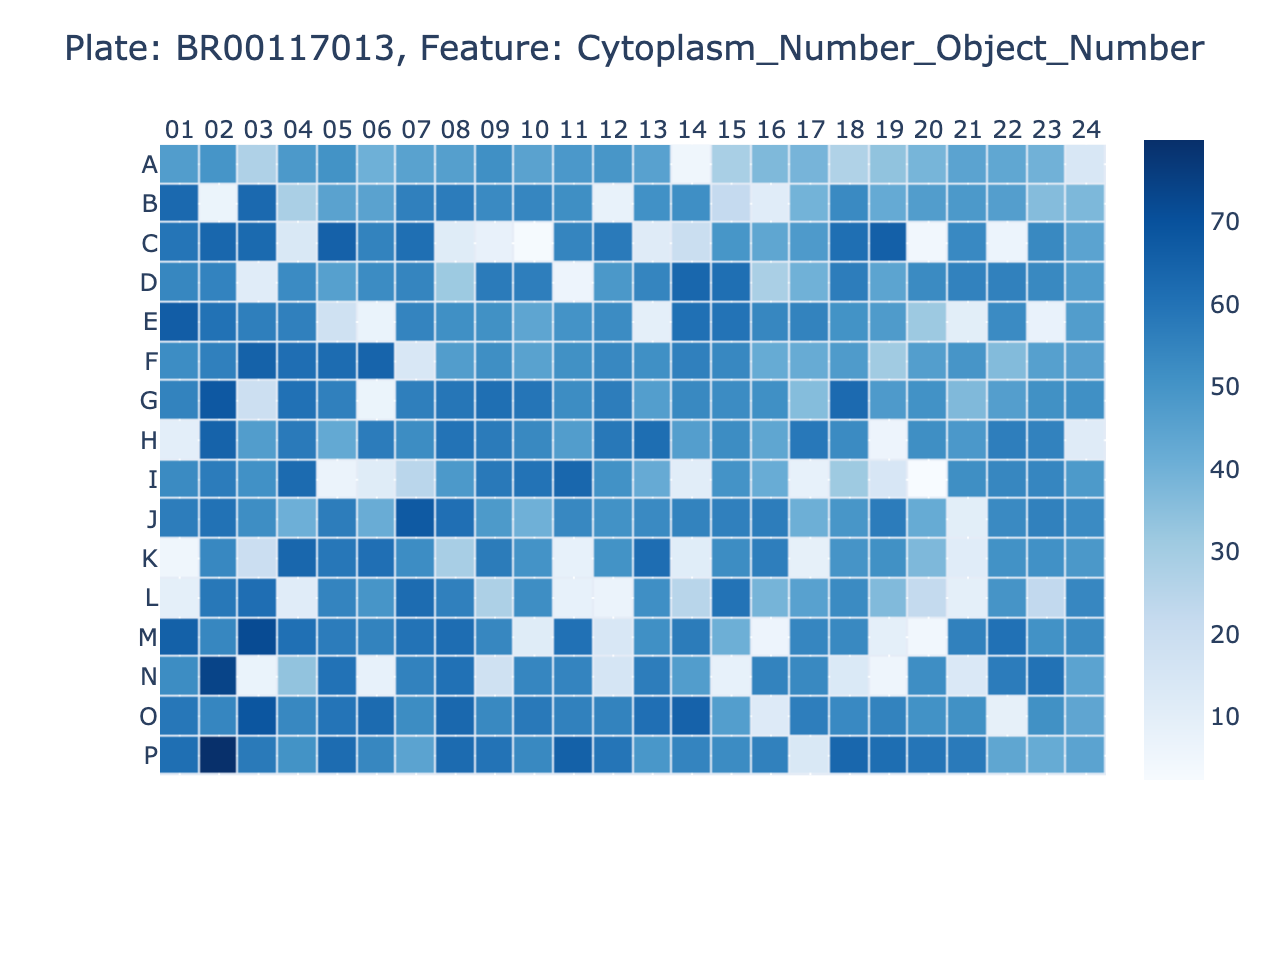 Plate: BR00117013, Feature: Cytoplasm_Number_Object_Number
01 02 03 04 05 06 07 08 09 10 11 12 13 14 15 16 17 18 19 20 21 22 23 24
A
B
C
D
E
F
G
H
I
J
K
L
M
N
O
P
70
60
50
40
30
20
10